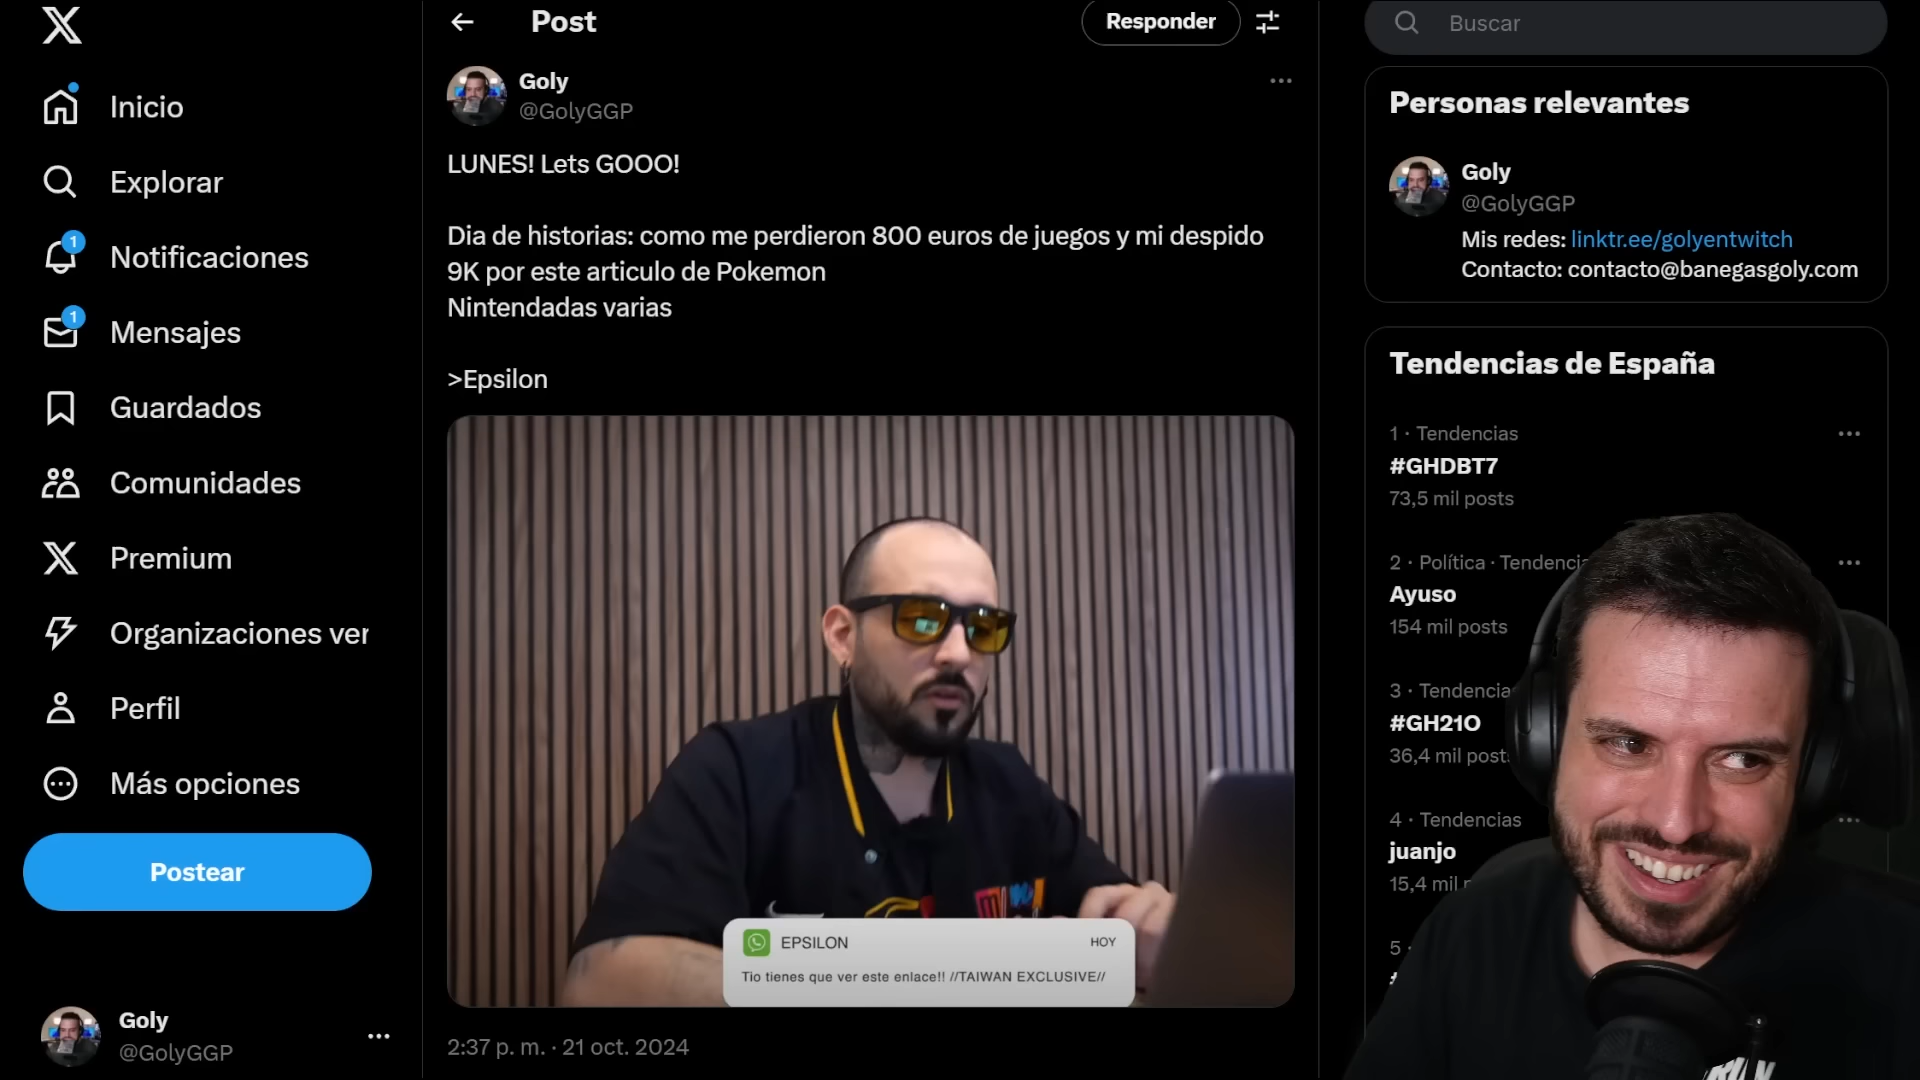 Inicio
Explorar
1
Notificaciones
1
Mensajes
Guardados
Comunidades
Premium
Organizaciones ver
Perfil
Más opciones
Postear
Goly
@GolyGGP
Post
Responder
Goly
@GolyGGP
LUNES! Lets GOOO!
Dia de historias: como me perdieron 800 euros de juegos y mi despido
9K por este articulo de Pokemon
Nintendadas varias
>Epsilon
EPSILON
HOY
Tio tienes que ver este enlace!! //TAIWAN EXCLUSIVE//
2:37 p. m. · 21 oct. 2024
Buscar
Personas relevantes
Goly
@GolyGGP
Mis redes: linktr.ee/golyentwitch
Contacto: contacto@banegasgoly.com
Tendencias de España
1 · Tendencias
#GHDBT7
73,5 mil posts
2 · Política · Tendencia
Ayuso
154 mil posts
3 · Tendencia
#GH21O
36,4 mil posts
4 · Tendencias
juanjo
15,4 mil
5 ·